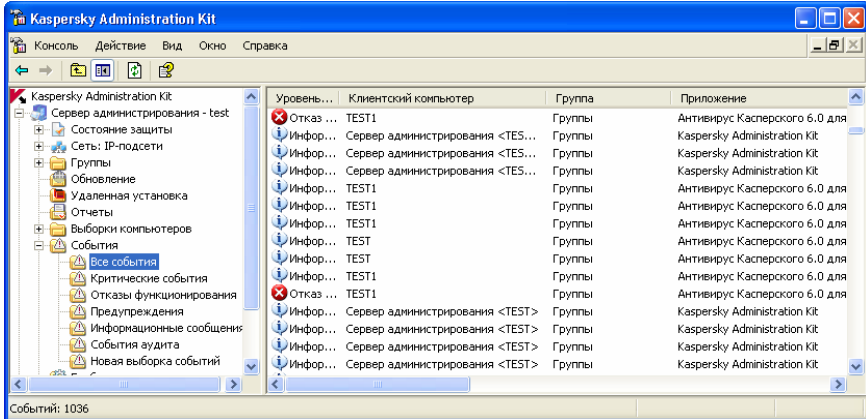 Kaspersky Administration Kit
Консоль Действие Вид Окно Справка
Kaspersky Administration Kit
Сервер администрирования - test
Состояние защиты
Сеть: IP-подсети
Группы
Обновление
Удаленная установка
Отчеты
Выборки компьютеров
События
Все события
Критические события
Отказы функционирования
Предупреждения
Информационные сообщения
События аудита
Новая выборка событий
Уровень... Клиентский компьютер Группа Приложение
Отказ ... TEST1 Группы Антивирус Касперского 6.0 для
Инфор... Сервер администрирования <TES... Группы Kaspersky Administration Kit
Инфор... Сервер администрирования <TES... Группы Kaspersky Administration Kit
Инфор... Сервер администрирования <TES... Группы Kaspersky Administration Kit
Инфор... TEST1 Группы Антивирус Касперского 6.0 для
Инфор... TEST1 Группы Антивирус Касперского 6.0 для
Инфор... TEST1 Группы Антивирус Касперского 6.0 для
Инфор... TEST Группы Антивирус Касперского 6.0 для
Инфор... TEST Группы Антивирус Касперского 6.0 для
Инфор... TEST1 Группы Антивирус Касперского 6.0 для
Отказ ... TEST1 Группы Антивирус Касперского 6.0 для
Инфор... Сервер администрирования <TEST> Группы Kaspersky Administration Kit
Инфор... Сервер администрирования <TEST> Группы Kaspersky Administration Kit
Инфор... Сервер администрирования <TEST> Группы Kaspersky Administration Kit
Инфор... Сервер администрирования <TEST> Группы Kaspersky Administration Kit
Событий: 1036